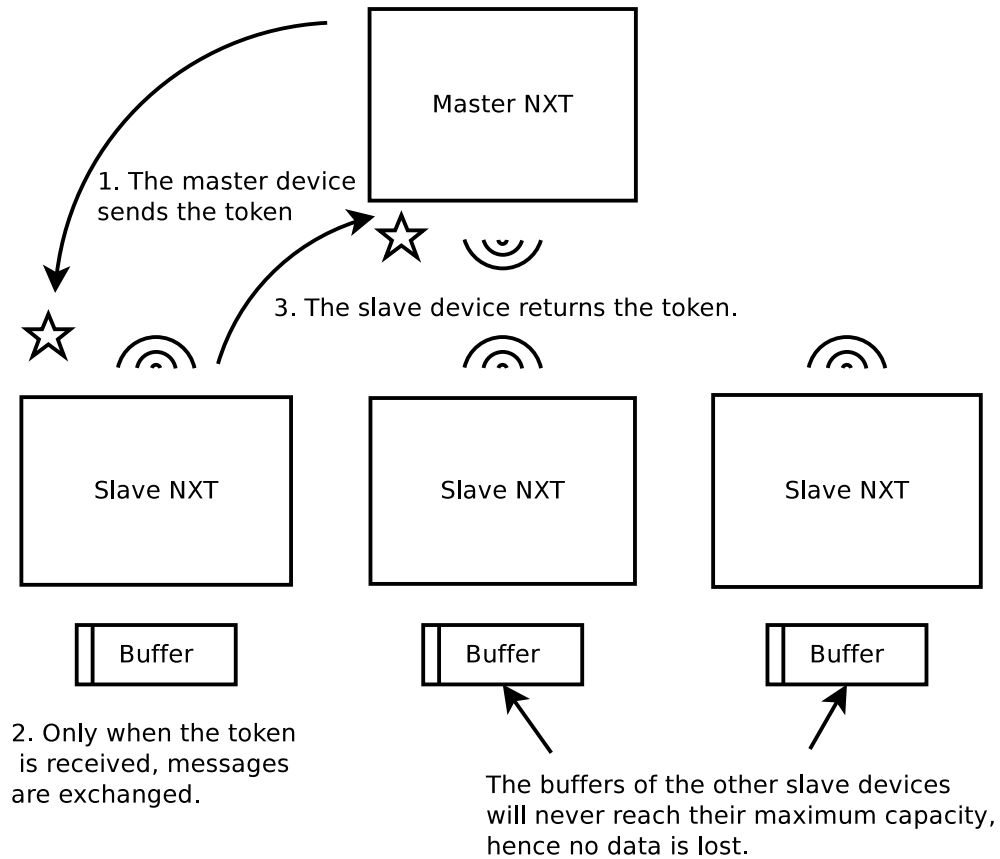 Master NXT
1. The master device
sends the token
3. The slave device returns the token.
Slave NXT
Slave NXT
Slave NXT
Buffer
Buffer
Buffer
2. Only when the token
is received, messages
are exchanged.
The buffers of the other slave devices
will never reach their maximum capacity,
hence no data is lost.